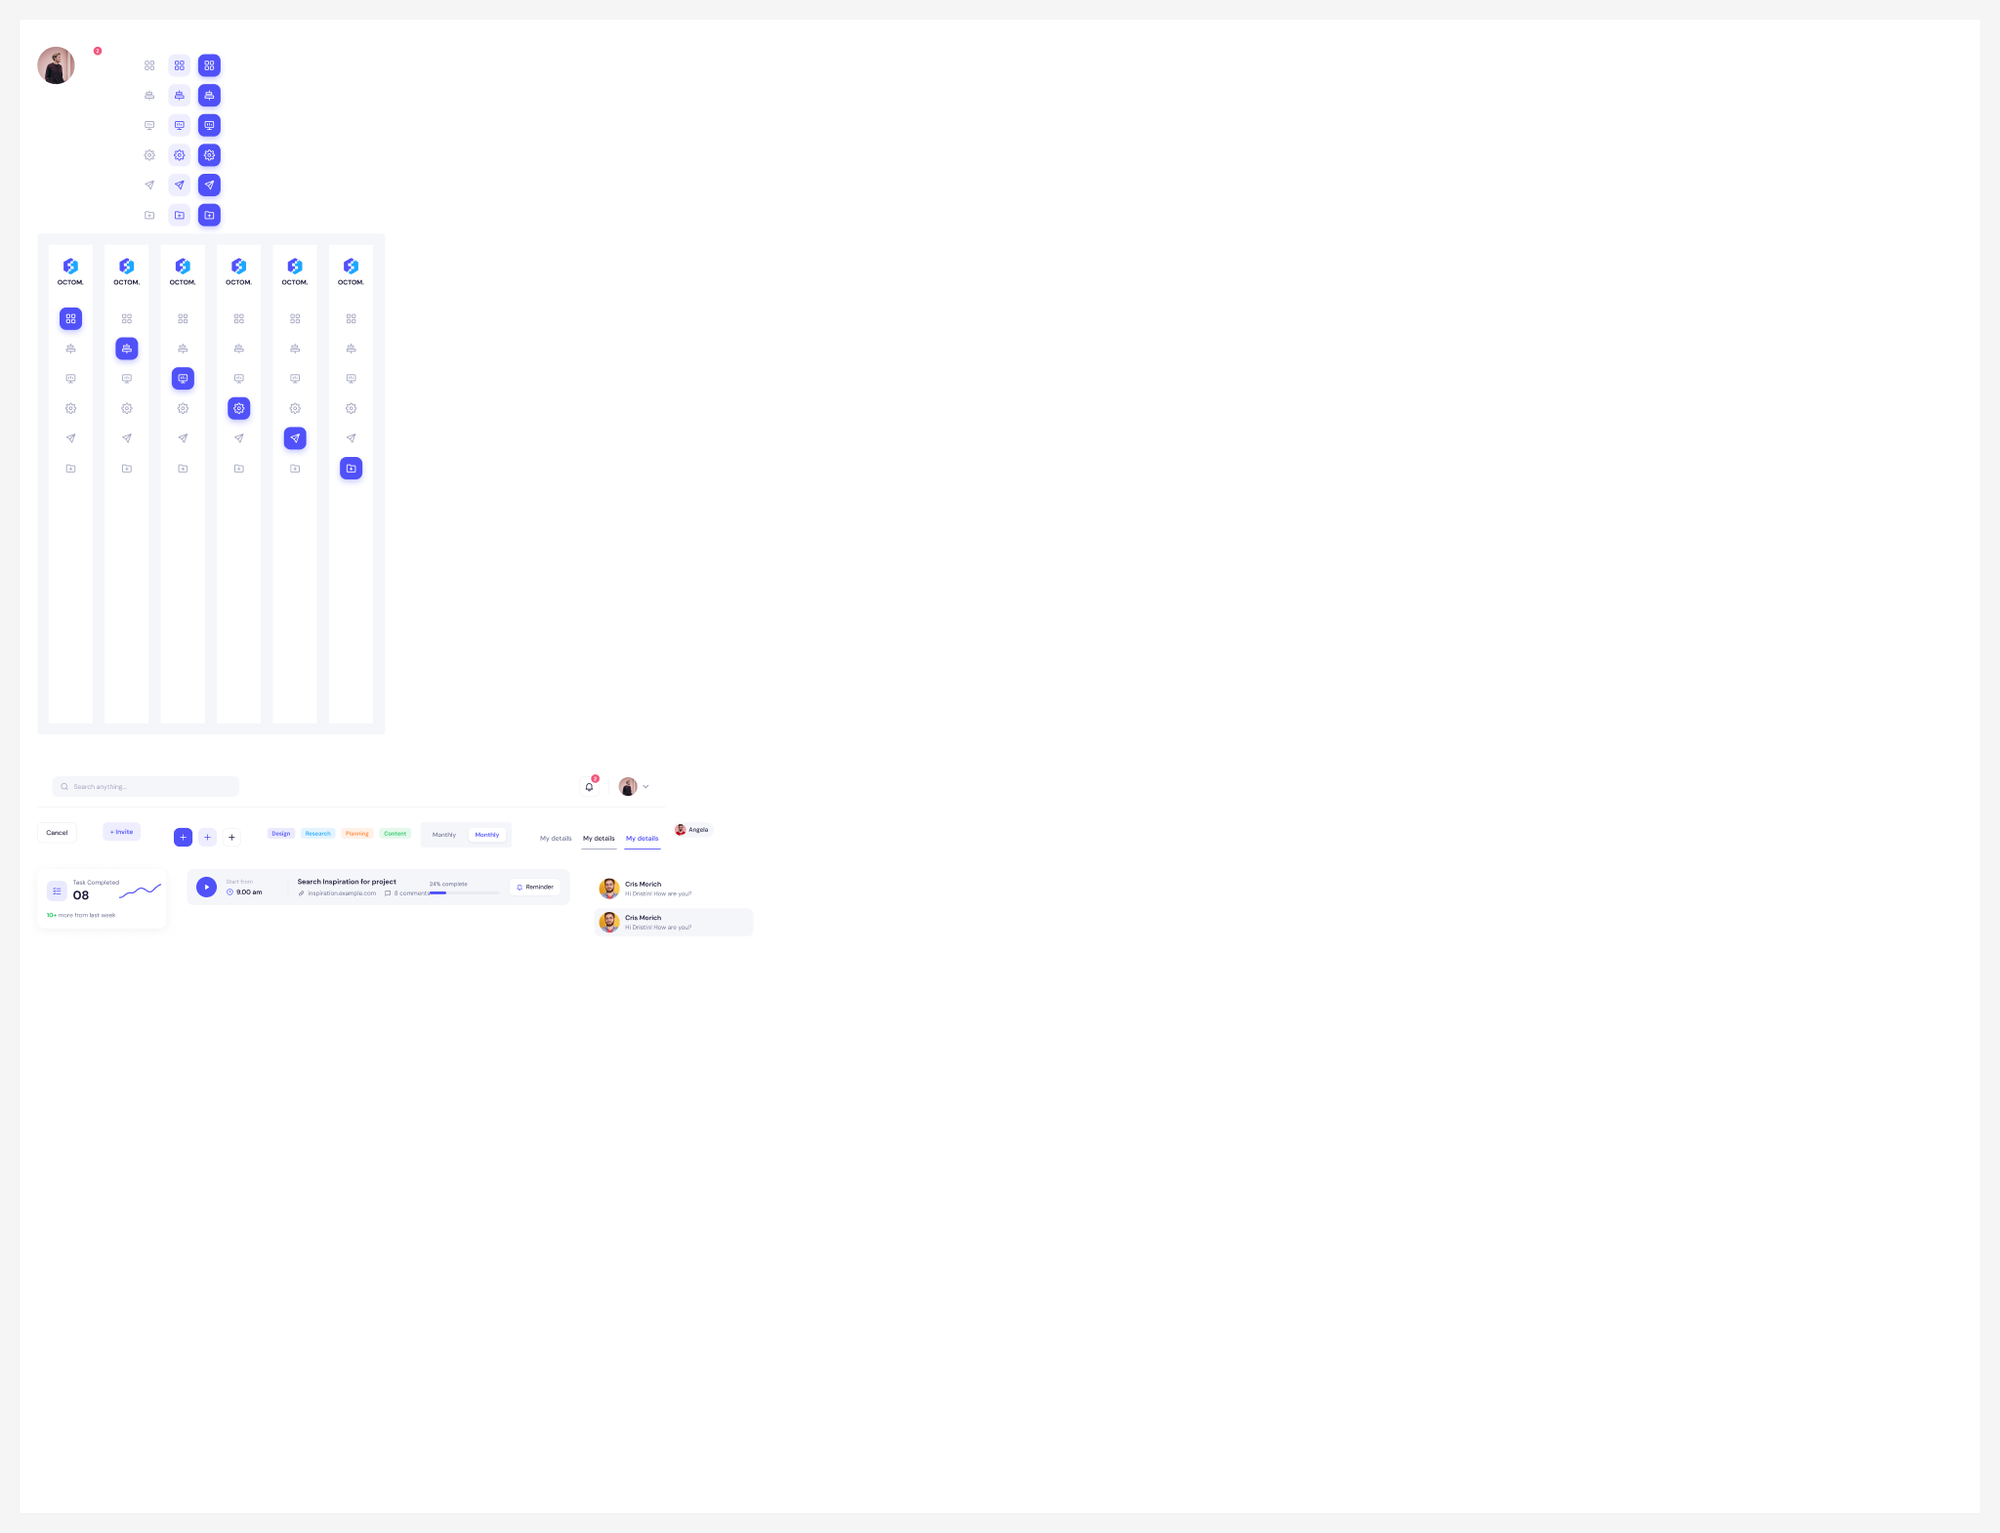 OCTOM.
OCTOM.
OCTOM.
OCTOM.
OCTOM.
OCTOM.
Search anything...
Cancel
+ Invite
Design
Research
Planning
Content
Monthly
Monthly
My details
My details
My details
Angela
Task Completed
08
10+ more from last week
Start from
9.00 am
Search Inspiration for project
inspiration.example.com
8 comments
24% complete
Reminder
Cris Morich
Hi Dristin! How are you?
Cris Morich
Hi Dristin! How are you?